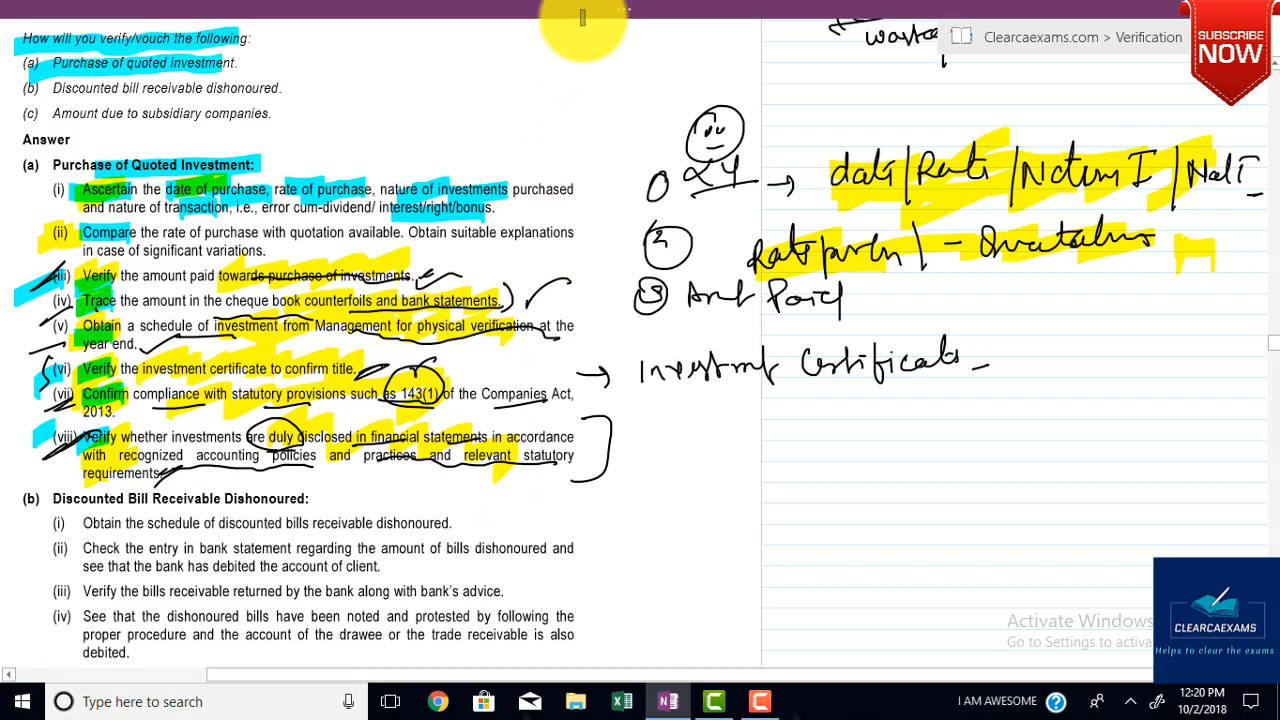 How will you verify/vouch the following:
(a) Purchase of quoted investment.
(b) Discounted bill receivable dishonoured.
(c) Amount due to subsidiary companies.
Answer
(a) Purchase of Quoted Investment:
(i) Ascertain the date of purchase, rate of purchase, nature of investments purchased
and nature of transaction, i.e., error cum-dividend/ interest/right/bonus.
(ii) Compare the rate of purchase with quotation available. Obtain suitable explanations
in case of significant variations.
(iii) Verify the amount paid towards purchase of investments.
(iv) Trace the amount in the cheque book counterfoils and bank statements.
(v) Obtain a schedule of investment from Management for physical verification at the
year end.
(vi) Verify the investment certificate to confirm title.
(vii) Confirm compliance with statutory provisions such as 143(1) of the Companies Act,
2013.
(viii) Verify whether investments are duly disclosed in financial statements in accordance
with recognized accounting policies and practices and relevant statutory
requirements.
(b) Discounted Bill Receivable Dishonoured:
(i) Obtain the schedule of discounted bills receivable dishonoured.
(ii) Check the entry in bank statement regarding the amount of bills dishonoured and
see that the bank has debited the account of client.
(iii) Verify the bills receivable returned by the bank along with bank's advice.
(iv) See that the dishonoured bills have been noted and protested by following the
proper procedure and the account of the drawee or the trade receivable is also
debited.
Clearcaexams.com > Verification
SUBSCRIBE
NOW
date | Rate | Nature I |
2
3 Amt Paid
Investment Certificate
Activate Windows
Go to Settings to activa
CLEARCAEXAMS
Helps to clear the exams
Type here to search
I AM AWESOME
12:20 PM
10/2/2018